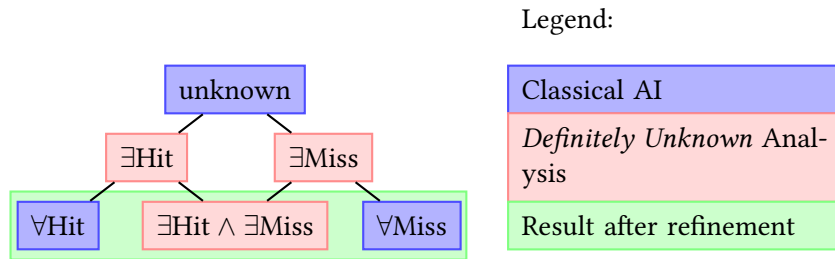 Legend:
unknown
Classical AI
∃Hit
∃Miss
Definitely Unknown Anal-
ysis
∀Hit
∃Hit ∧ ∃Miss
∀Miss
Result after refinement